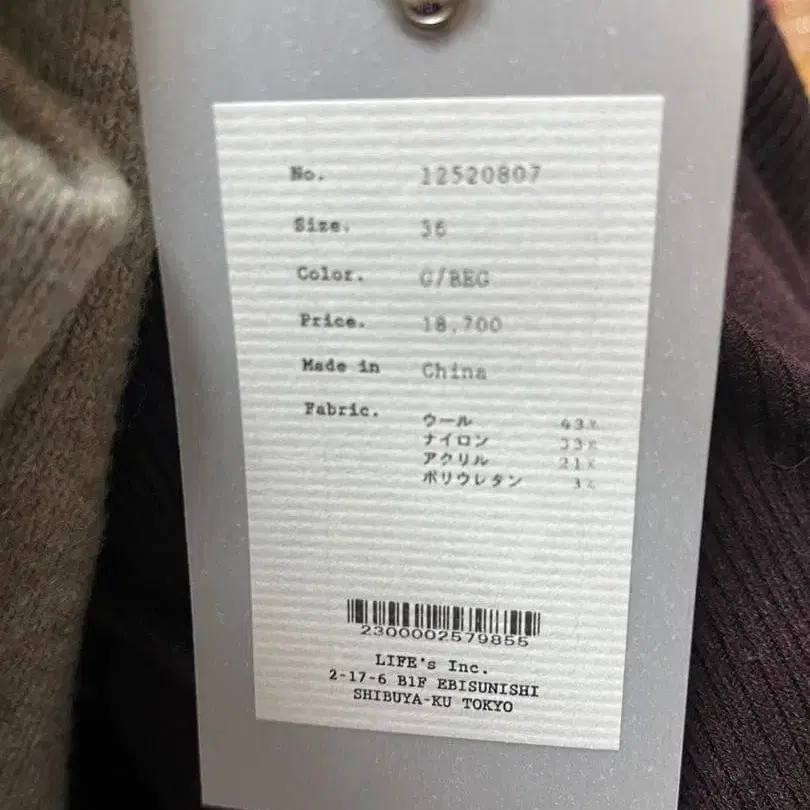 No. 12520807
Size. 36
Color. G/BEG
Price. 18,700
Made in China
Fabric. ウール 43%
ナイロン 33%
アクリル 21%
ポリウレタン 3%
2300002579855
LIFE's Inc.
2-17-6 B1F EBISUNISHI
SHIBUYA-KU TOKYO